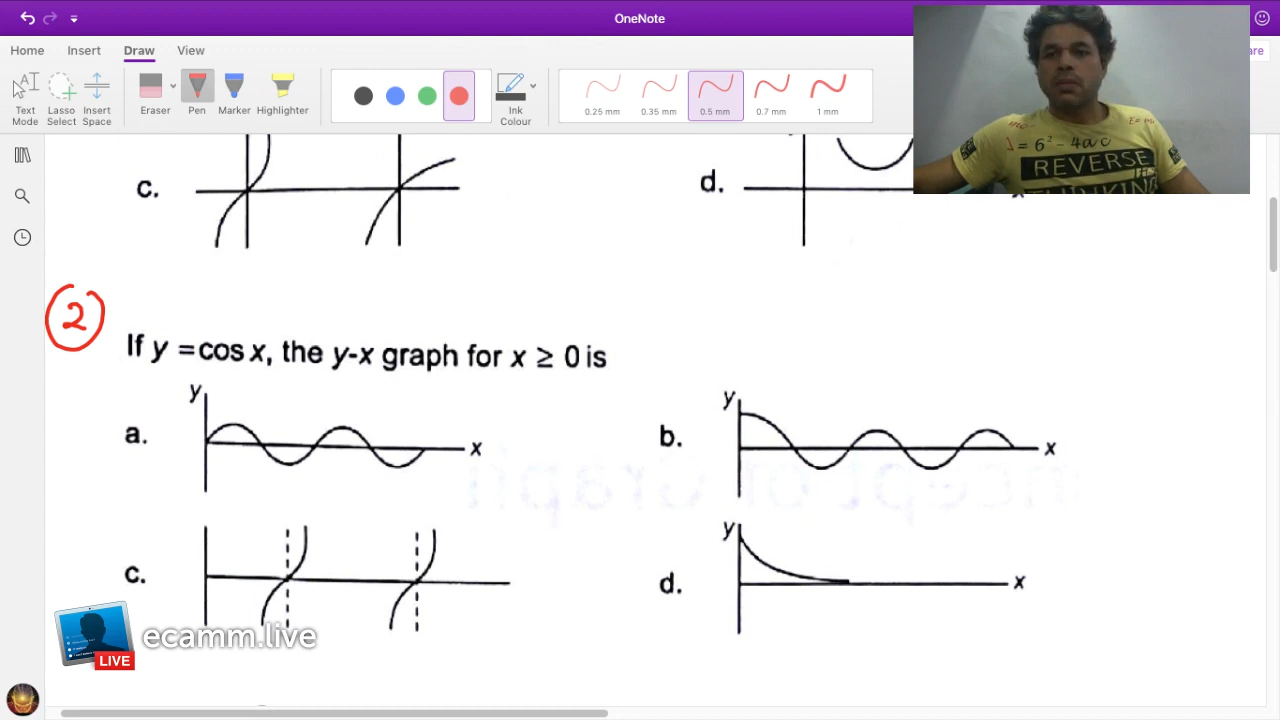 OneNote
Home Insert Draw View
are
Text Mode
Lasso Select
Insert Space
Eraser
Pen
Marker
Highlighter
Ink Colour
0.25 mm
0.35 mm
0.5 mm
0.7 mm
1 mm
REVERSE
THINKING
c.
d.
2
If y = cos x, the y-x graph for x ≥ 0 is
a.
y
x
b.
y
x
c.
d.
y
x
ecamm.live
LIVE